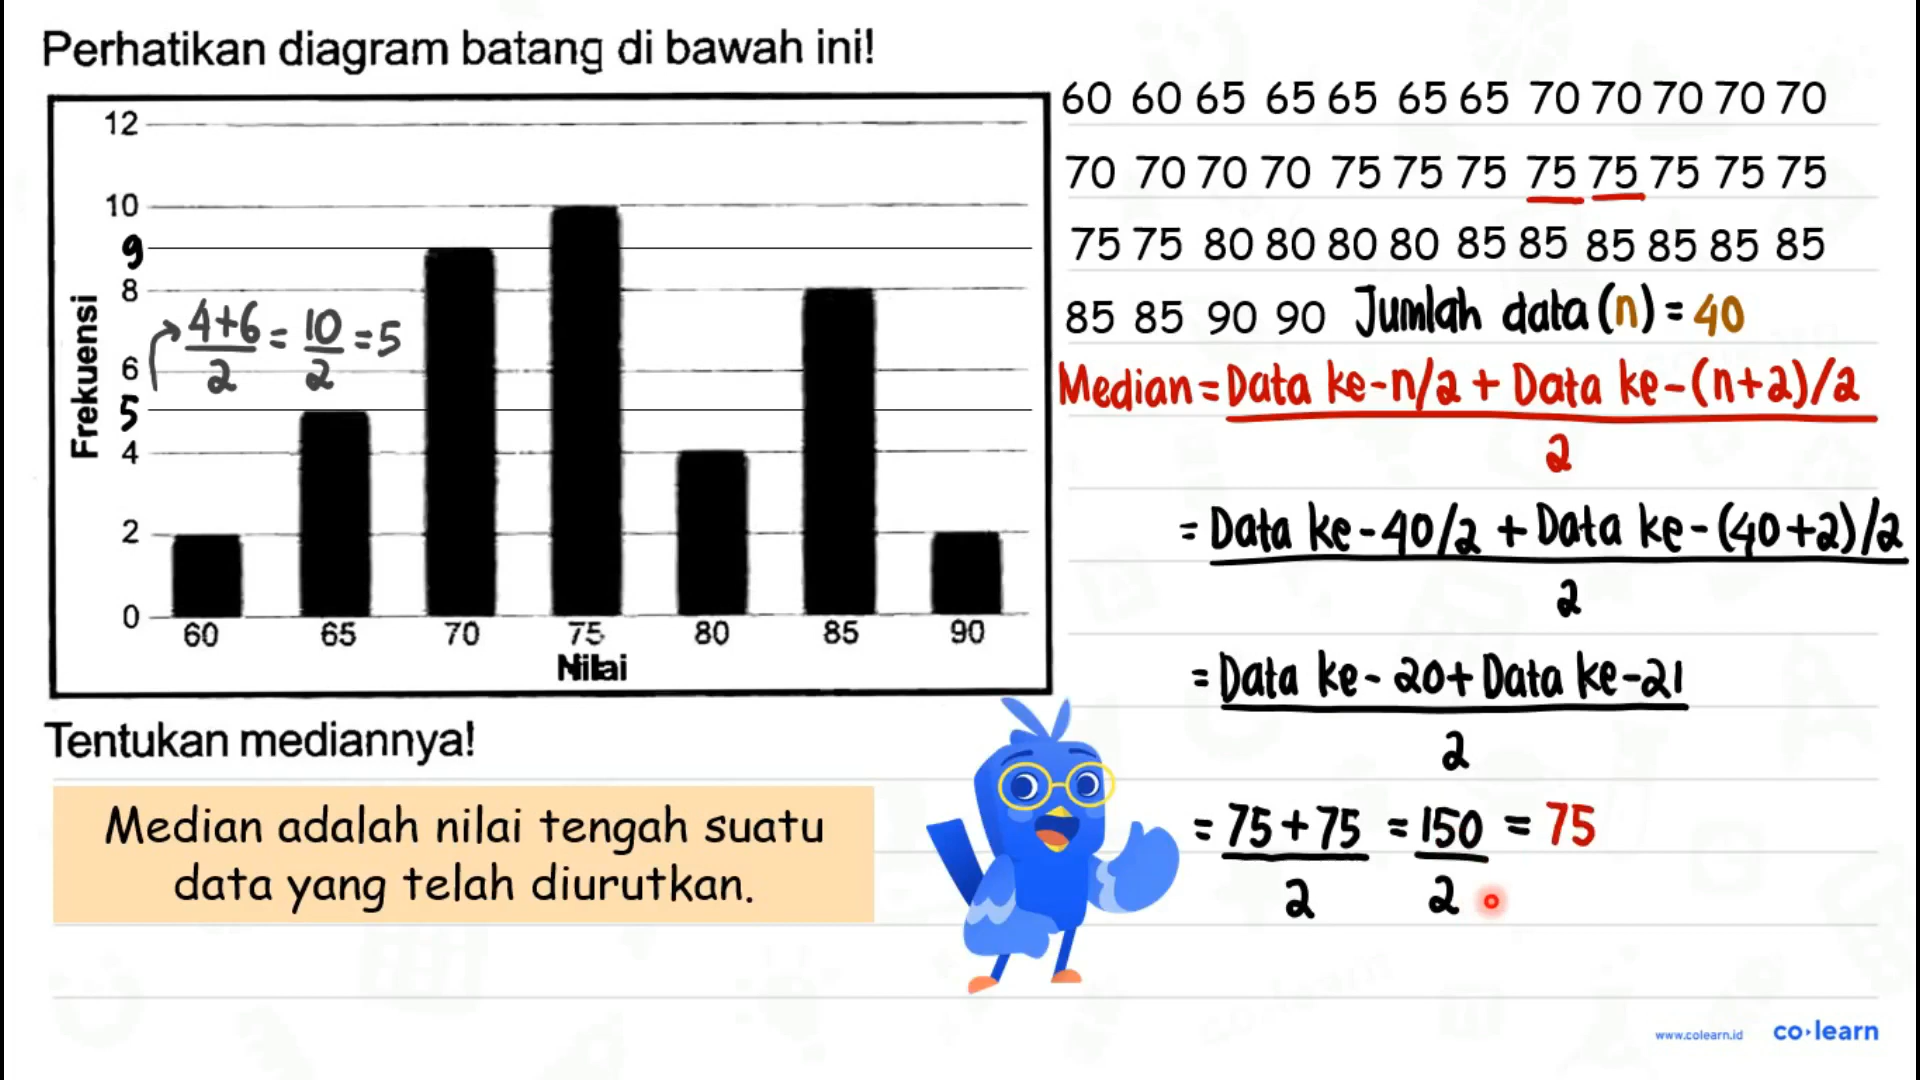 Perhatikan diagram batang di bawah ini!
12
10
9
8
6
5
4
2
0
Frekuensi
4+6/2 = 10/2 = 5
60 65 70 75 80 85 90
Nilai
Tentukan mediannya!
Median adalah nilai tengah suatu
data yang telah diurutkan.
60 60 65 65 65 65 65 70 70 70 70 70
70 70 70 70 75 75 75 75 75 75 75 75
75 75 80 80 80 80 85 85 85 85 85 85
85 85 90 90 Jumlah data (n) = 40
Median = Data ke-n/2 + Data ke-(n+2)/2
2
= Data ke-40/2 + Data ke-(40+2)/2
2
= Data ke-20 + Data ke-21
2
= 75+75 = 150 = 75
2 2
www.colearn.id co·learn